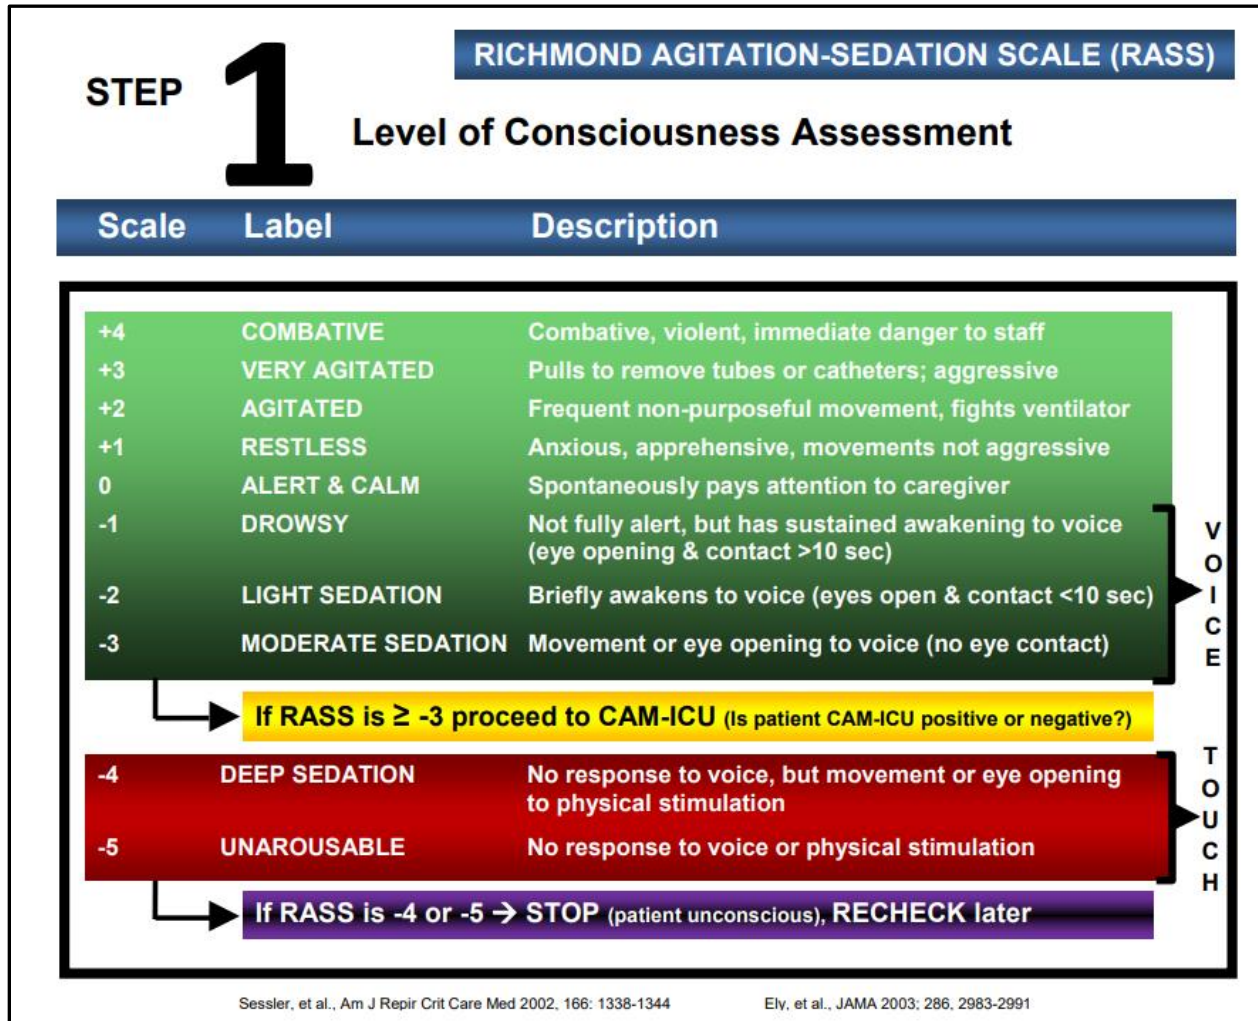 RICHMOND AGITATION-SEDATION SCALE (RASS)
STEP 1
Level of Consciousness Assessment
Scale Label Description
+4 COMBATIVE Combative, violent, immediate danger to staff
+3 VERY AGITATED Pulls to remove tubes or catheters; aggressive
+2 AGITATED Frequent non-purposeful movement, fights ventilator
+1 RESTLESS Anxious, apprehensive, movements not aggressive
0 ALERT & CALM Spontaneously pays attention to caregiver
-1 DROWSY Not fully alert, but has sustained awakening to voice
(eye opening & contact >10 sec)
-2 LIGHT SEDATION Briefly awakens to voice (eyes open & contact <10 sec)
-3 MODERATE SEDATION Movement or eye opening to voice (no eye contact)
VOICE
If RASS is ≥ -3 proceed to CAM-ICU (Is patient CAM-ICU positive or negative?)
-4 DEEP SEDATION No response to voice, but movement or eye opening
to physical stimulation
-5 UNAROUSABLE No response to voice or physical stimulation
TOUCH
If RASS is -4 or -5 → STOP (patient unconscious), RECHECK later
Sessler, et al., Am J Repir Crit Care Med 2002, 166: 1338-1344 Ely, et al., JAMA 2003; 286, 2983-2991